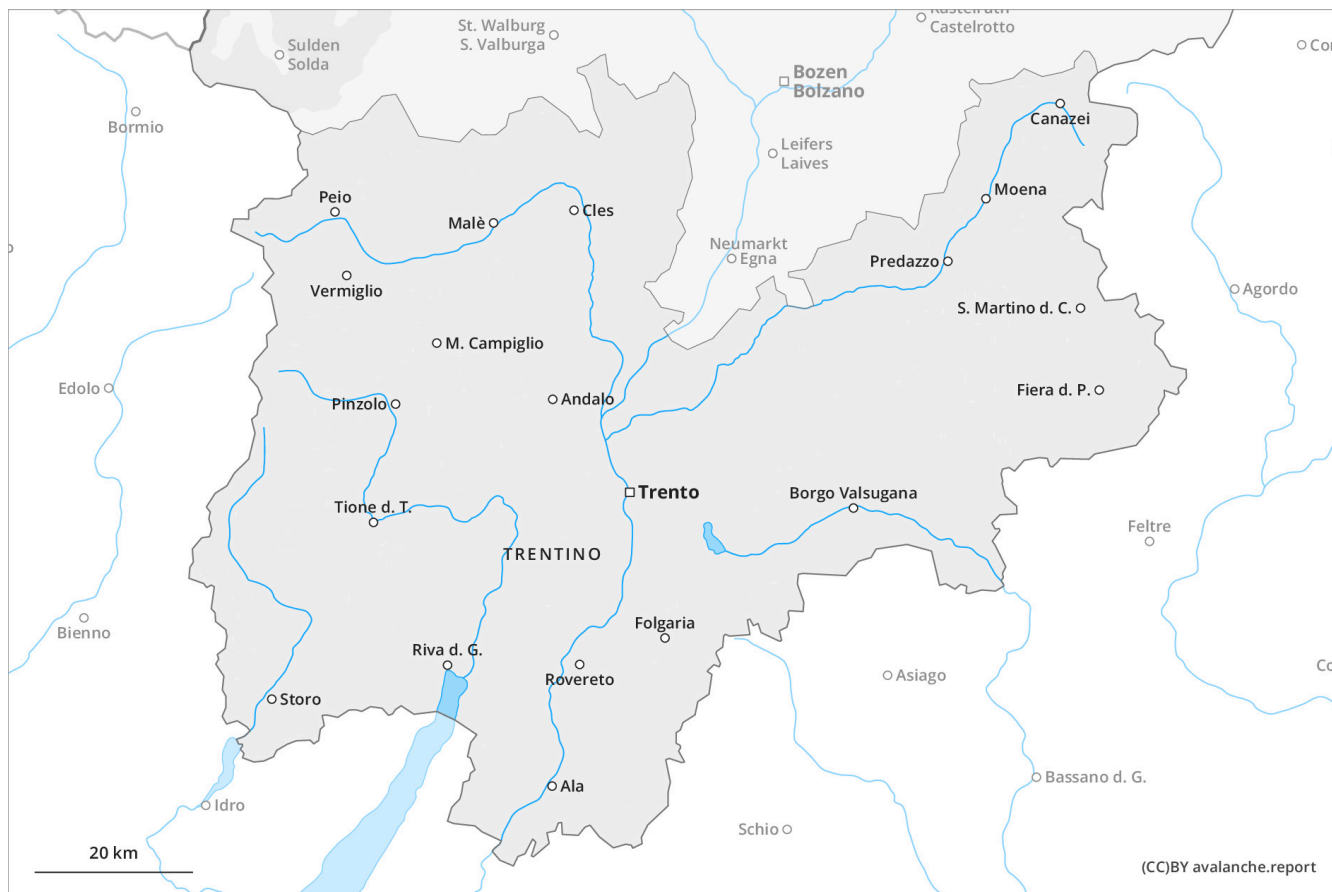 St. Walburg
S. Valburga
Castelrotto
Sulden
Solda
Bozen
Bolzano
Bormio
Canazei
Leifers
Laives
Peio
Malè
Cles
Moena
Neumarkt
Egna
Predazzo
Vermiglio
Agordo
S. Martino d. C.
M. Campiglio
Edolo
Pinzolo
Andalo
Fiera d. P.
Trento
Borgo Valsugana
Tione d. T.
Feltre
TRENTINO
Bienno
Folgaria
Riva d. G.
Rovereto
Asiago
Storo
Ala
Bassano d. G.
Idro
Schio
20 km
(CC)BY avalanche.report